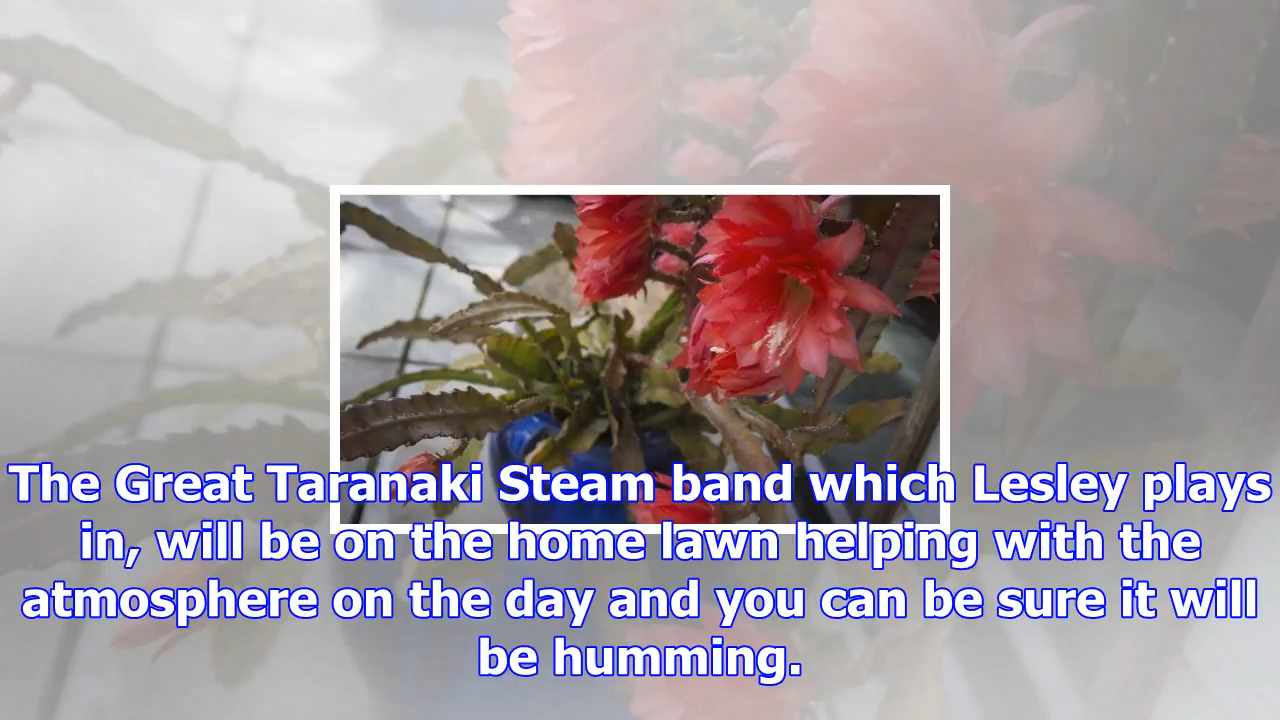 The Great Taranaki Steam band which Lesley plays
in, will be on the home lawn helping with the
atmosphere on the day and you can be sure it will
be humming.